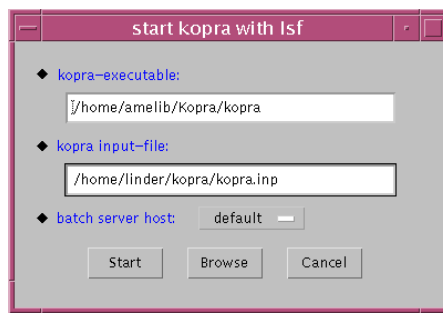 start kopra with lsf
kopra-executable:
/home/amelib/Kopra/kopra
kopra input-file:
/home/linder/kopra/kopra.inp
batch server host: default
Start Browse Cancel